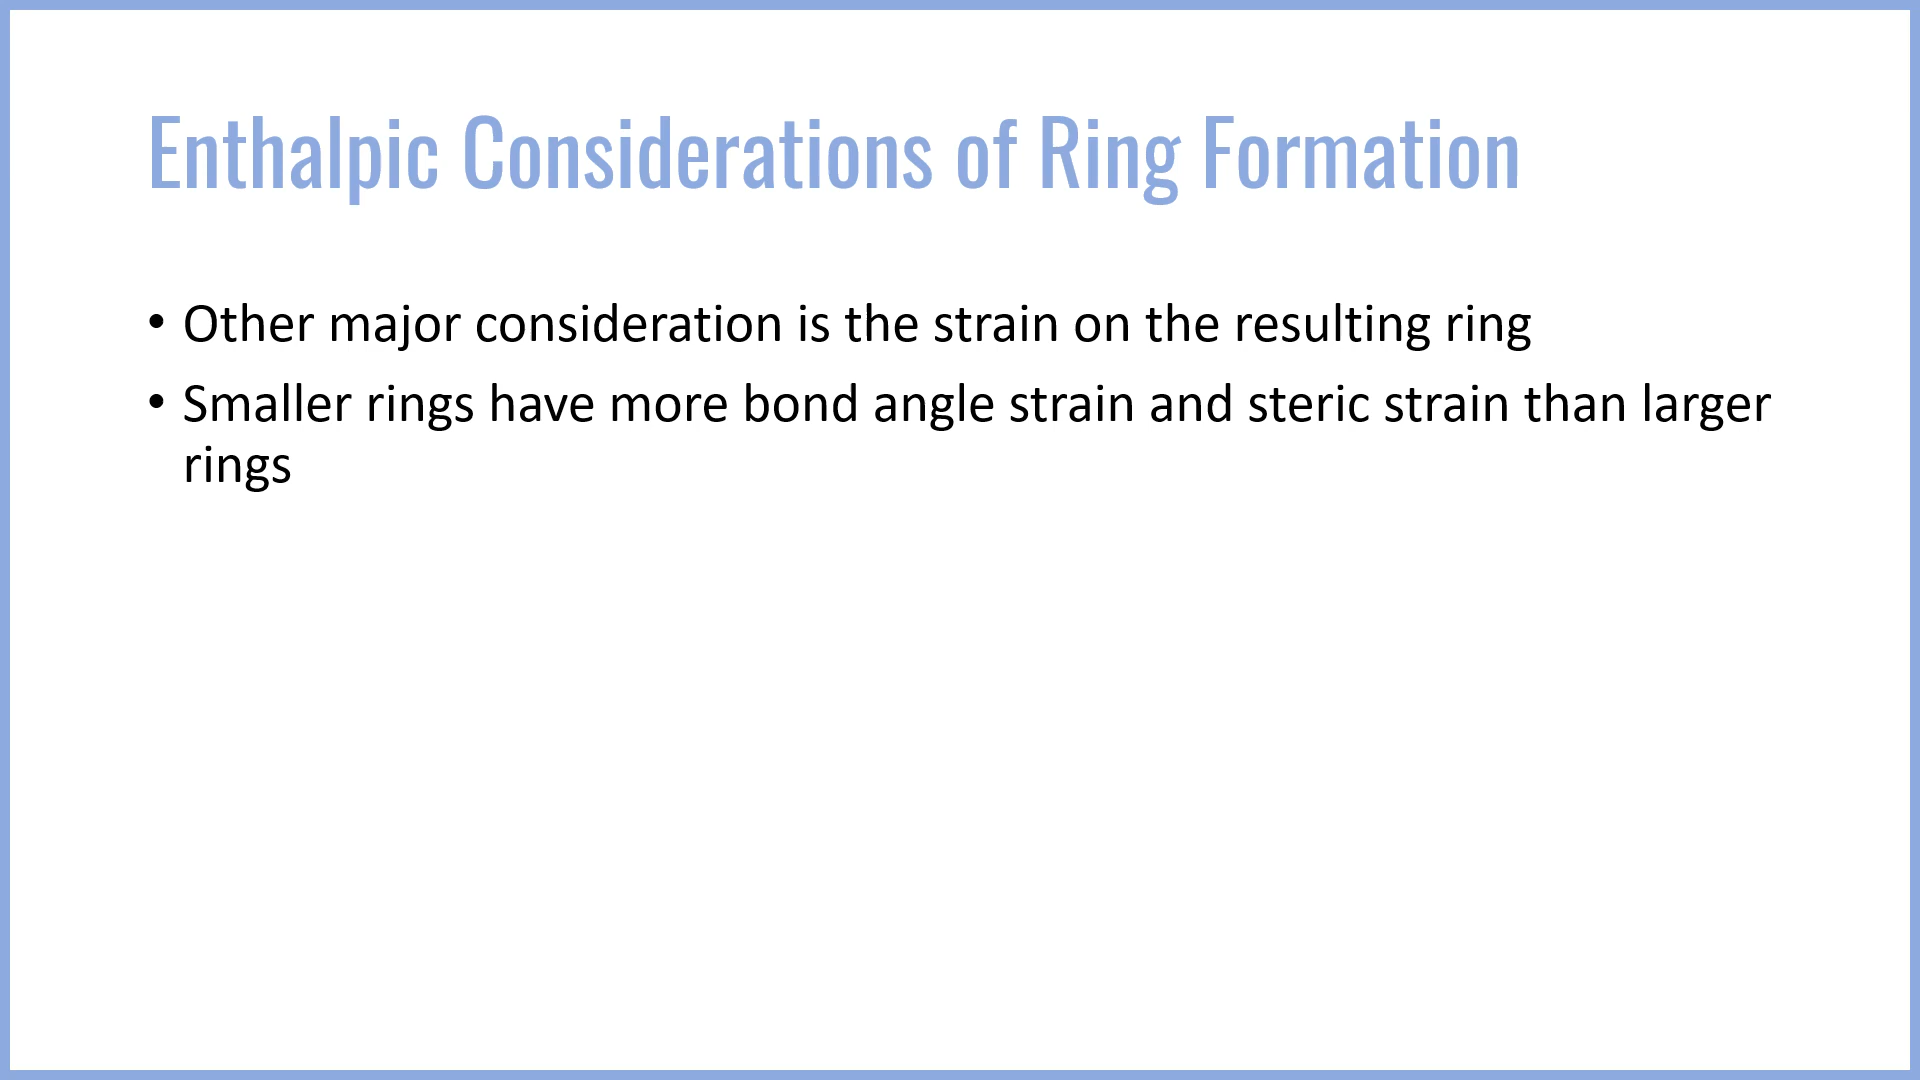 Enthalpic Considerations of Ring Formation
• Other major consideration is the strain on the resulting ring
• Smaller rings have more bond angle strain and steric strain than larger
rings